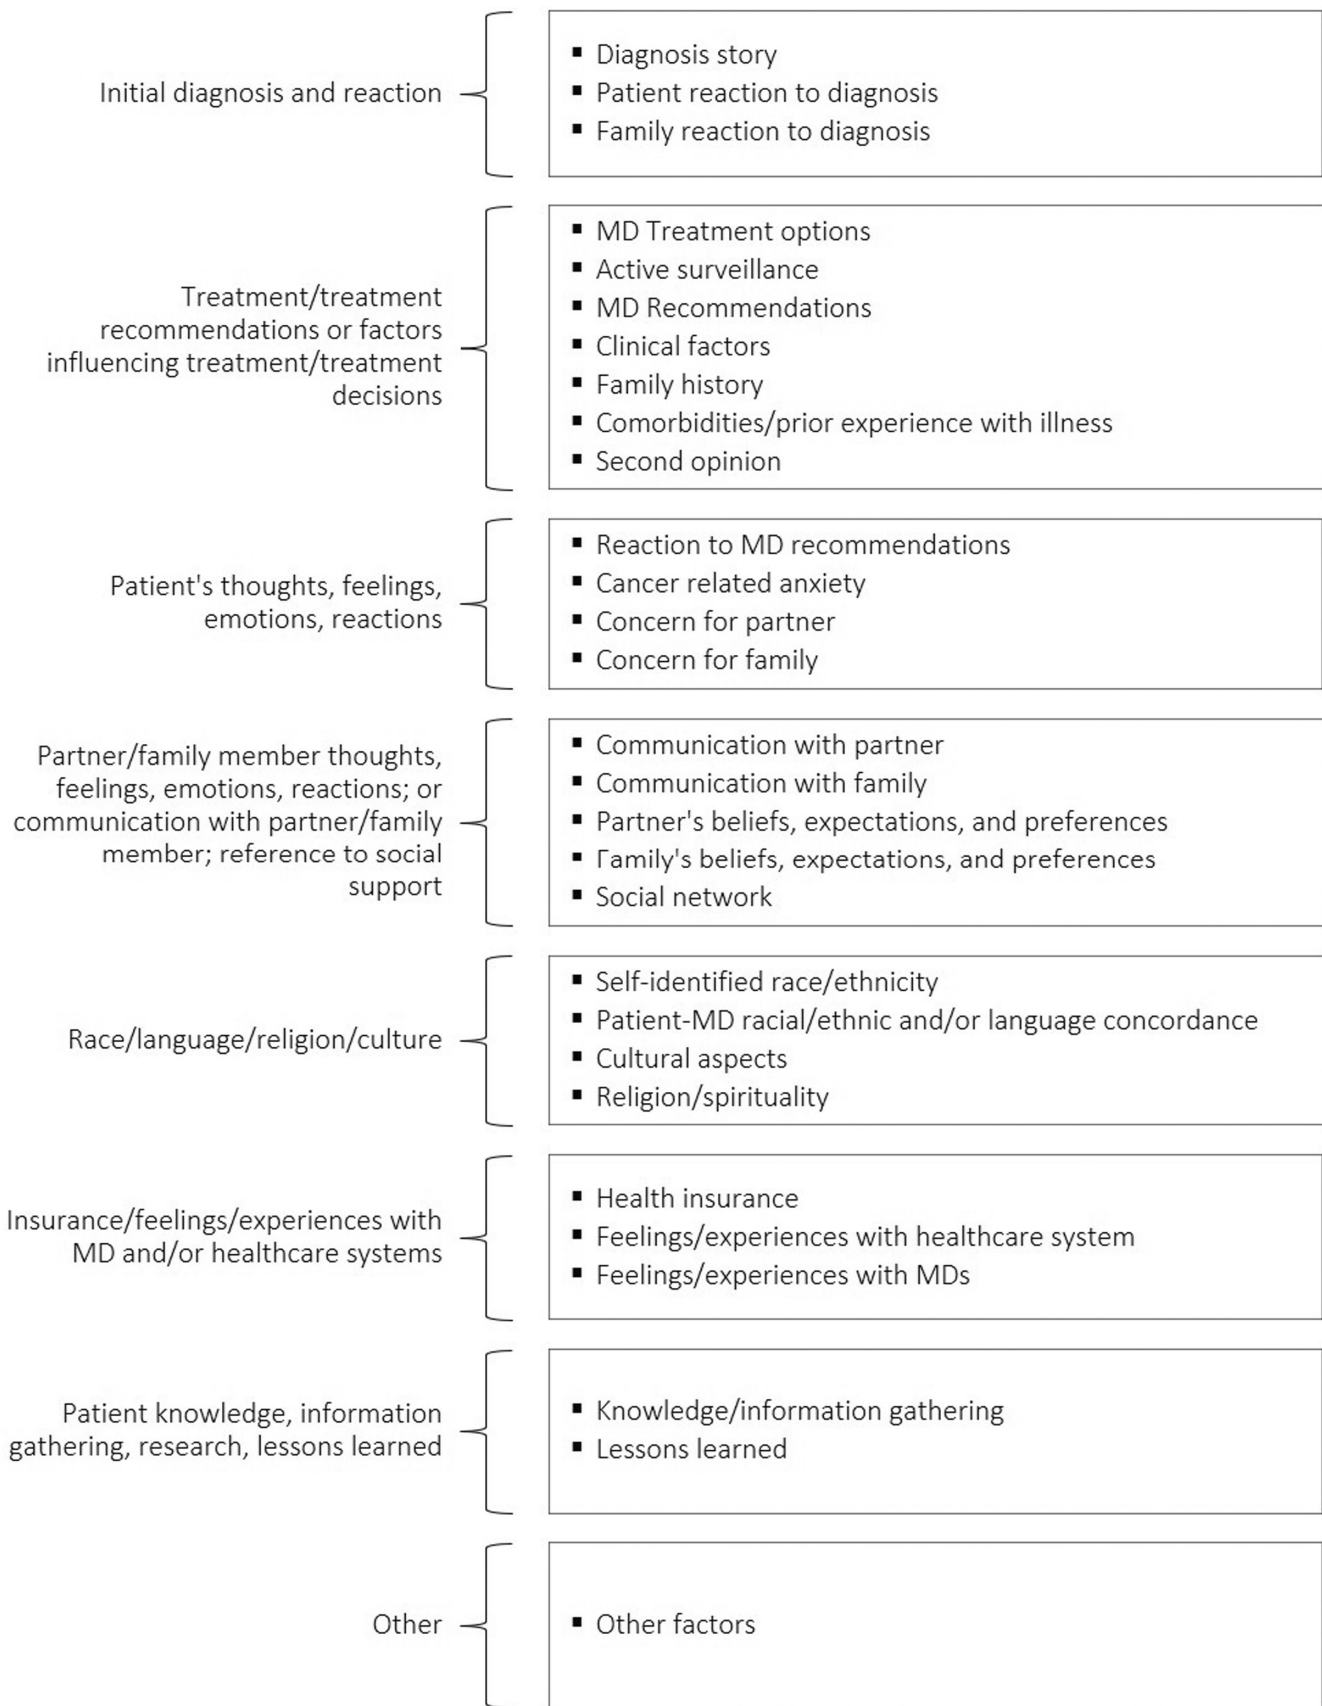 Initial diagnosis and reaction
▪ Diagnosis story
▪ Patient reaction to diagnosis
▪ Family reaction to diagnosis
Treatment/treatment
recommendations or factors
influencing treatment/treatment
decisions
▪ MD Treatment options
▪ Active surveillance
▪ MD Recommendations
▪ Clinical factors
▪ Family history
▪ Comorbidities/prior experience with illness
▪ Second opinion
Patient's thoughts, feelings,
emotions, reactions
▪ Reaction to MD recommendations
▪ Cancer related anxiety
▪ Concern for partner
▪ Concern for family
Partner/family member thoughts,
feelings, emotions, reactions; or
communication with partner/family
member; reference to social
support
▪ Communication with partner
▪ Communication with family
▪ Partner's beliefs, expectations, and preferences
▪ Family's beliefs, expectations, and preferences
▪ Social network
Race/language/religion/culture
▪ Self-identified race/ethnicity
▪ Patient-MD racial/ethnic and/or language concordance
▪ Cultural aspects
▪ Religion/spirituality
Insurance/feelings/experiences with
MD and/or healthcare systems
▪ Health insurance
▪ Feelings/experiences with healthcare system
▪ Feelings/experiences with MDs
Patient knowledge, information
gathering, research, lessons learned
▪ Knowledge/information gathering
▪ Lessons learned
Other
▪ Other factors